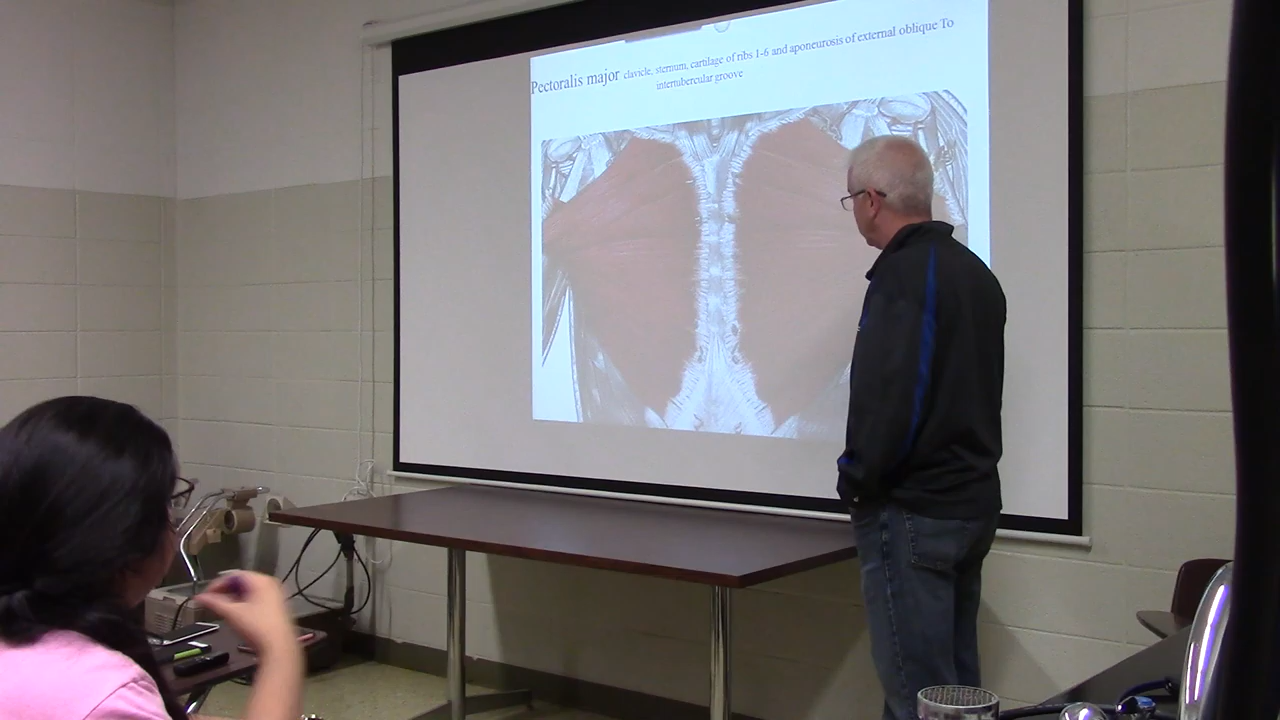 Pectoralis major clavicle, sternum, cartilage of ribs 1-6 and aponeurosis of external oblique To
intertubercular groove